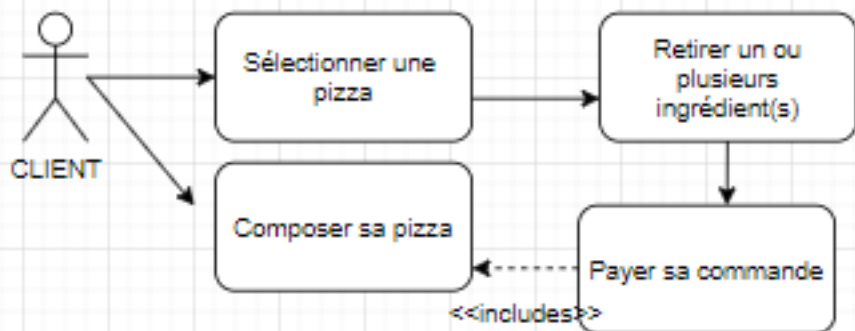 Sélectionner une
pizza
Retirer un ou
plusieurs
ingrédient(s)
CLIENT
Composer sa pizza
Payer sa commande
<<includes>>